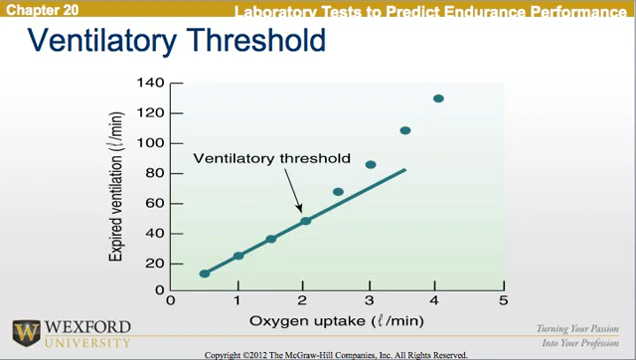 Chapter 20
Laboratory Tests to Predict Endurance Performance
Ventilatory Threshold
140
120
100
80
60
40
20
0
Expired ventilation (ℓ/min)
Ventilatory threshold
0 1 2 3 4 5
Oxygen uptake (ℓ/min)
W
WEXFORD
UNIVERSITY
Turning Your Passion
Into Your Profession
Copyright ©2012 The McGraw-Hill Companies, Inc. All Rights Reserved.